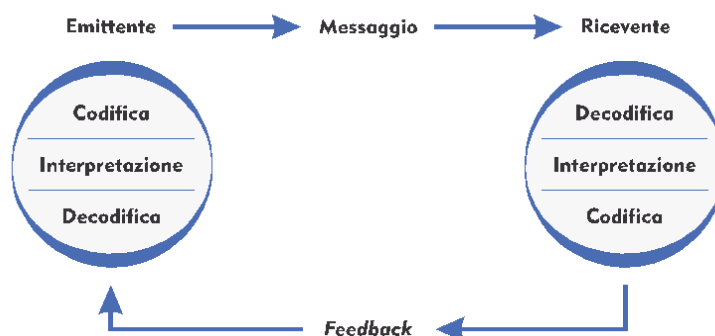 Emittente Messaggio Ricevente
Codifica
Interpretazione
Decodifica
Decodifica
Interpretazione
Codifica
Feedback